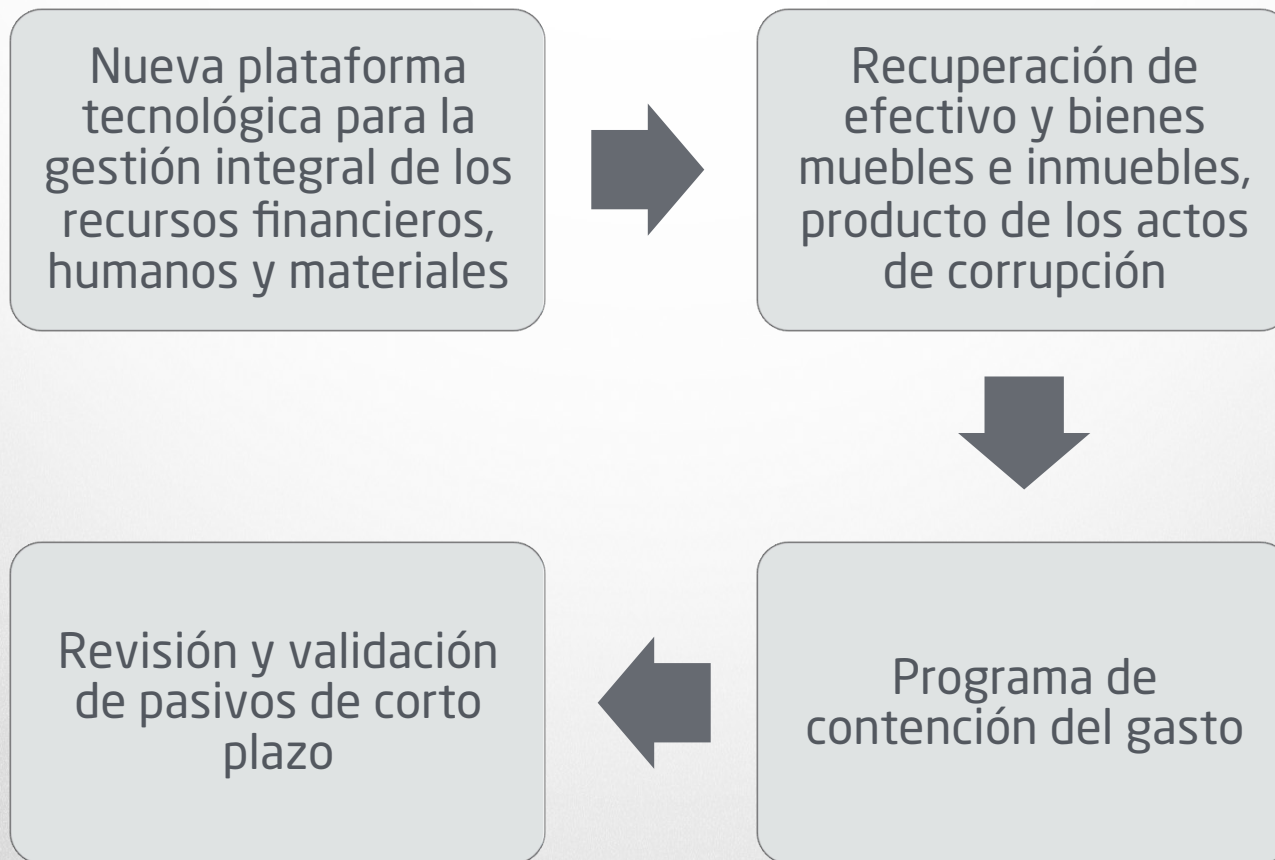 Nueva plataforma
tecnológica para la
gestión integral de los
recursos financieros,
humanos y materiales
Recuperación de
efectivo y bienes
muebles e inmuebles,
producto de los actos
de corrupción
Programa de
contención del gasto
Revisión y validación
de pasivos de corto
plazo